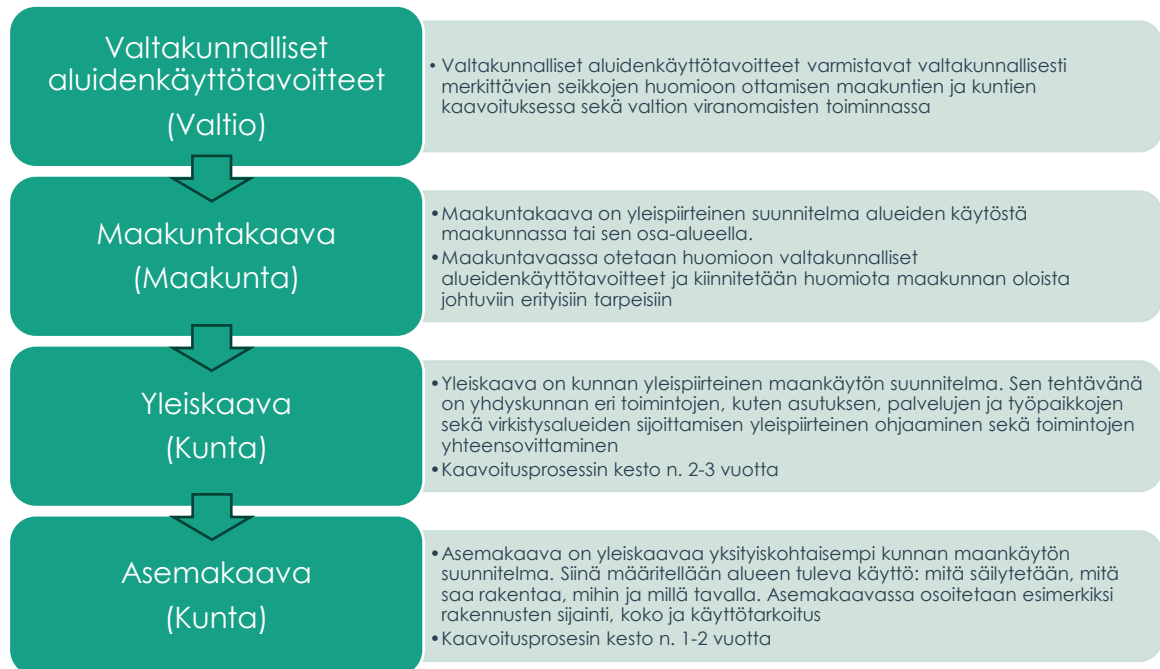 Valtakunnalliset
aluidenkäyttötavoitteet
(Valtio)
• Valtakunnalliset aluidenkäyttötavoitteet varmistavat valtakunnallisesti
merkittävien seikkojen huomioon ottamisen maakuntien ja kuntien
kaavoituksessa sekä valtion viranomaisten toiminnassa
Maakuntakaava
(Maakunta)
•Maakuntakaava on yleispiirteinen suunnitelma alueiden käytöstä
maakunnassa tai sen osa-alueella.
•Maakuntavaassa otetaan huomioon valtakunnalliset
alueidenkäyttötavoitteet ja kiinnitetään huomiota maakunnan oloista
johtuviin erityisiin tarpeisiin
Yleiskaava
(Kunta)
•Yleiskaava on kunnan yleispiirteinen maankäytön suunnitelma. Sen tehtävänä
on yhdyskunnan eri toimintojen, kuten asutuksen, palvelujen ja työpaikkojen
sekä virkistysalueiden sijoittamisen yleispiirteinen ohjaaminen sekä toimintojen
yhteensovittaminen
•Kaavoitusprosessin kesto n. 2-3 vuotta
Asemakaava
(Kunta)
•Asemakaava on yleiskaavaa yksityiskohtaisempi kunnan maankäytön
suunnitelma. Siinä määritellään alueen tuleva käyttö: mitä säilytetään, mitä
saa rakentaa, mihin ja millä tavalla. Asemakaavassa osoitetaan esimerkiksi
rakennusten sijainti, koko ja käyttötarkoitus
•Kaavoitusprosesin kesto n. 1-2 vuotta